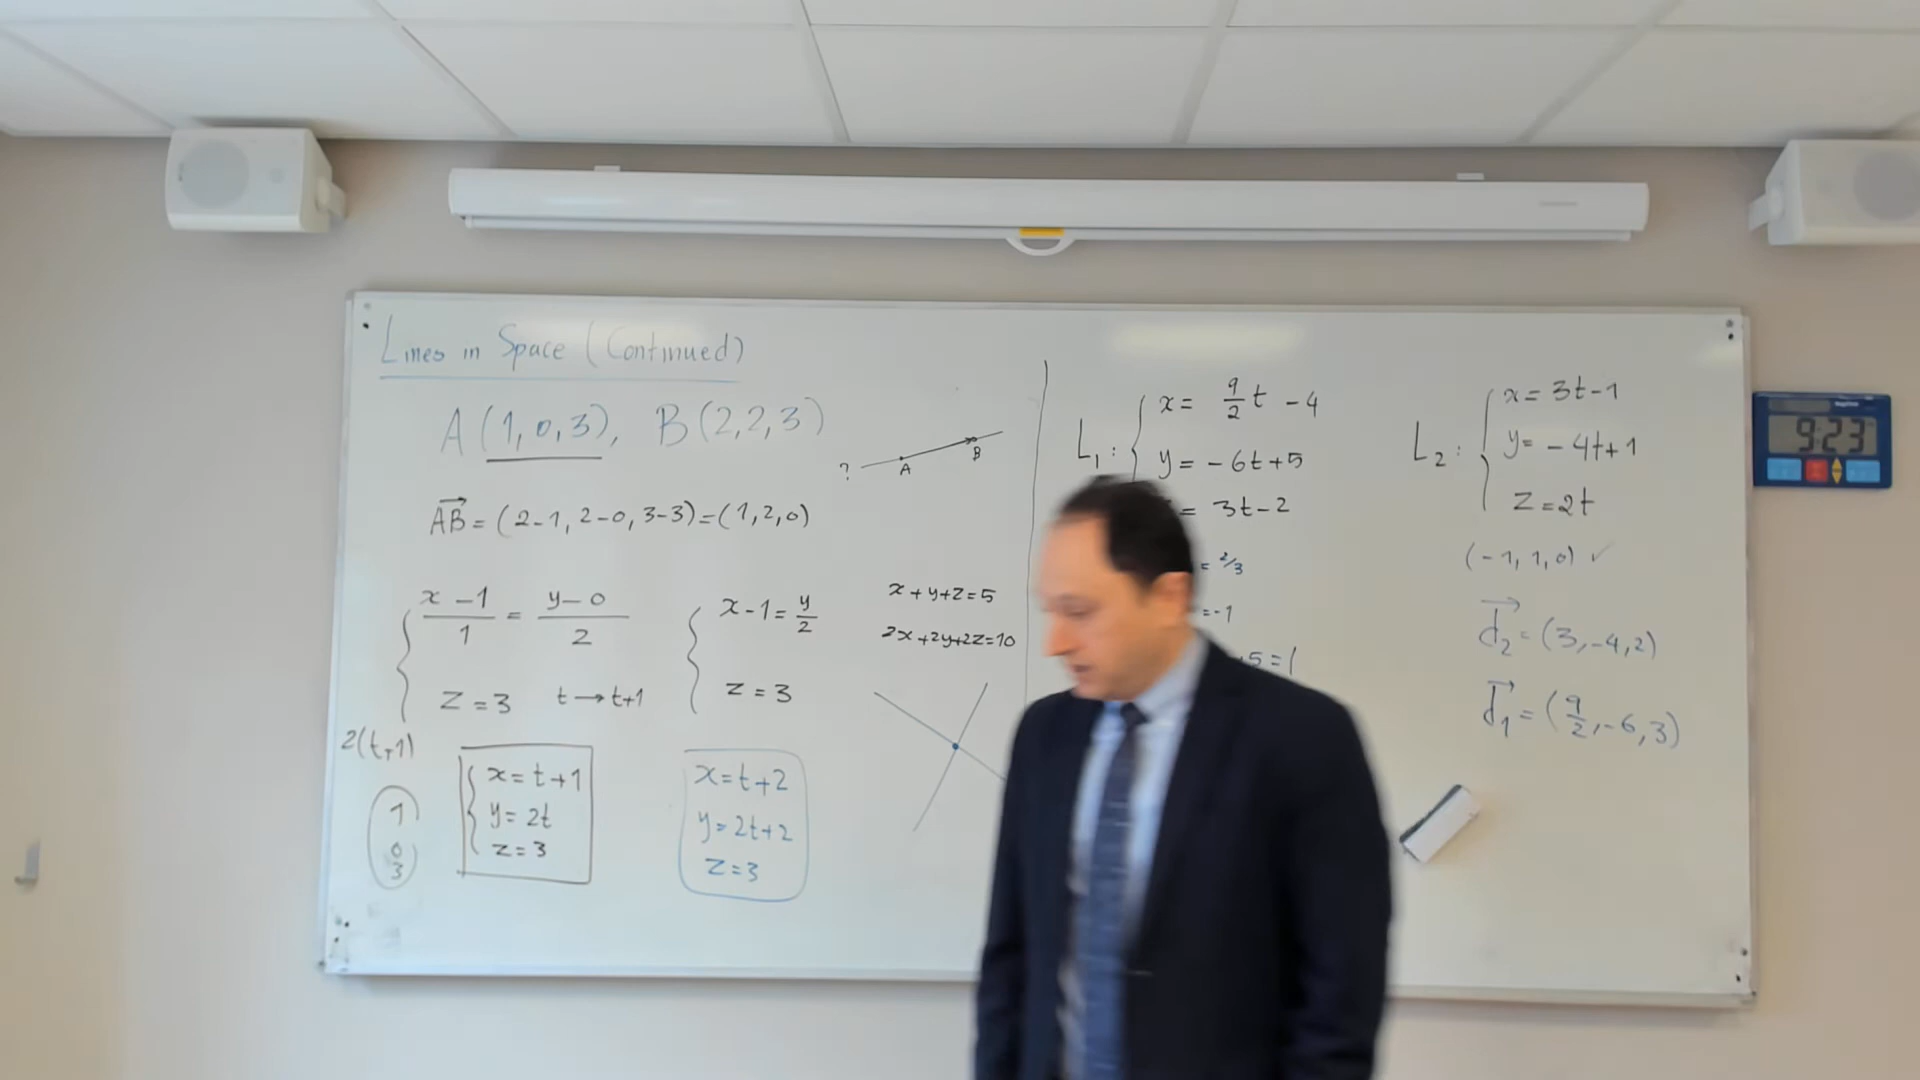 Lines in Space (Continued)
A(1,0,3), B(2,2,3)
? A B
AB = (2-1, 2-0, 3-3) = (1,2,0)
x-1/1 = y-0/2
z=3 t→t+1
x-1 = y/2
z=3
x+y+z=5
2x+2y+2z=10
2(t+1)
1
0
3
x=t+1
y=2t
z=3
x=t+2
y=2t+2
z=3
L1: x= 9/2 t -4
y= -6t+5
= 3t-2
= 2/3
=-1
5=1
L2: x=3t-1
y= -4t+1
z=2t
(-1,1,0) ✓
d2 = (3,-4,2)
d1 = (9/2,-6,3)
9:23